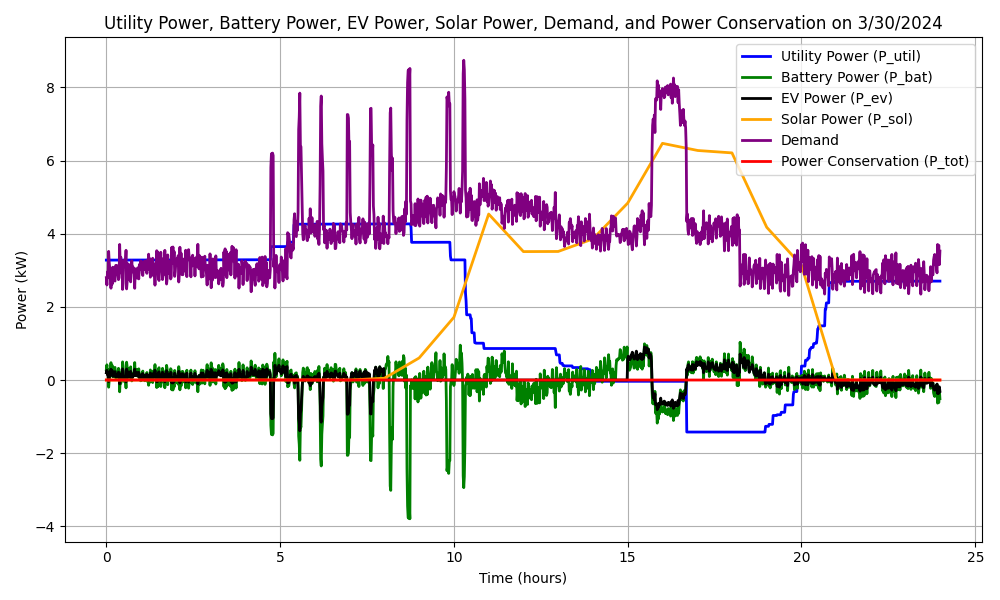 Utility Power, Battery Power, EV Power, Solar Power, Demand, and Power Conservation on 3/30/2024
Utility Power (P_util)
Battery Power (P_bat)
EV Power (P_ev)
Solar Power (P_sol)
Demand
Power Conservation (P_tot)
Power (kW)
8
6
4
2
0
−2
−4
0 5 10 15 20 25
Time (hours)